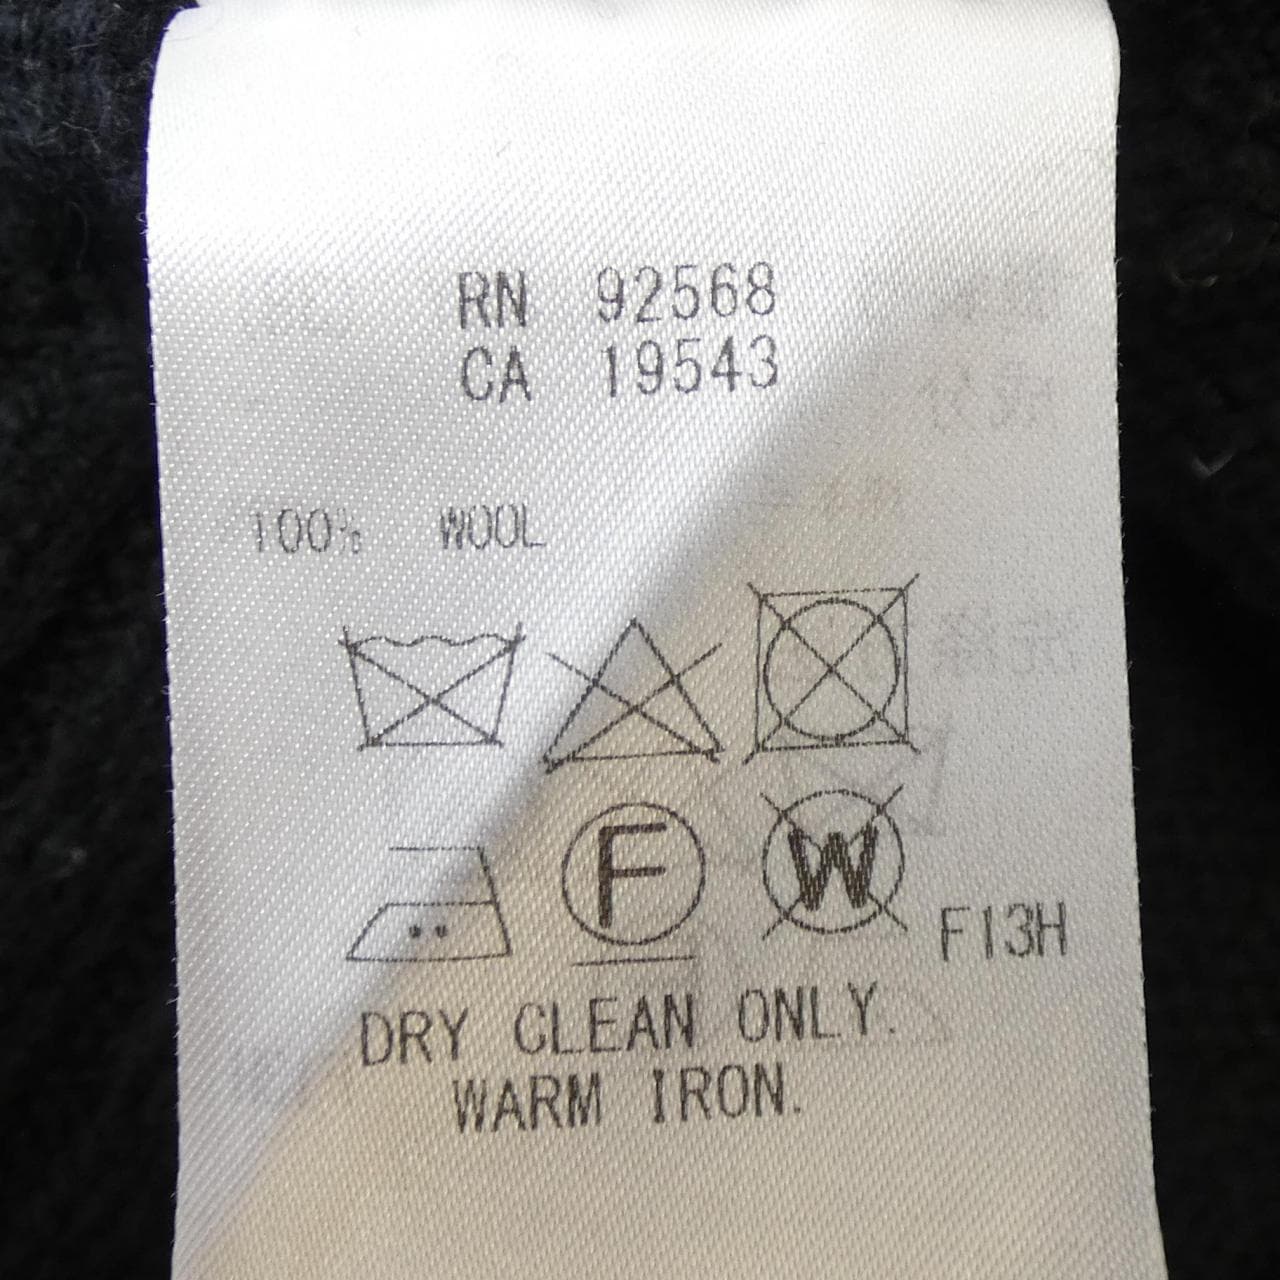 RN 92568
CA 19543
100% WOOL
F W F13H
DRY CLEAN ONLY.
WARM IRON.